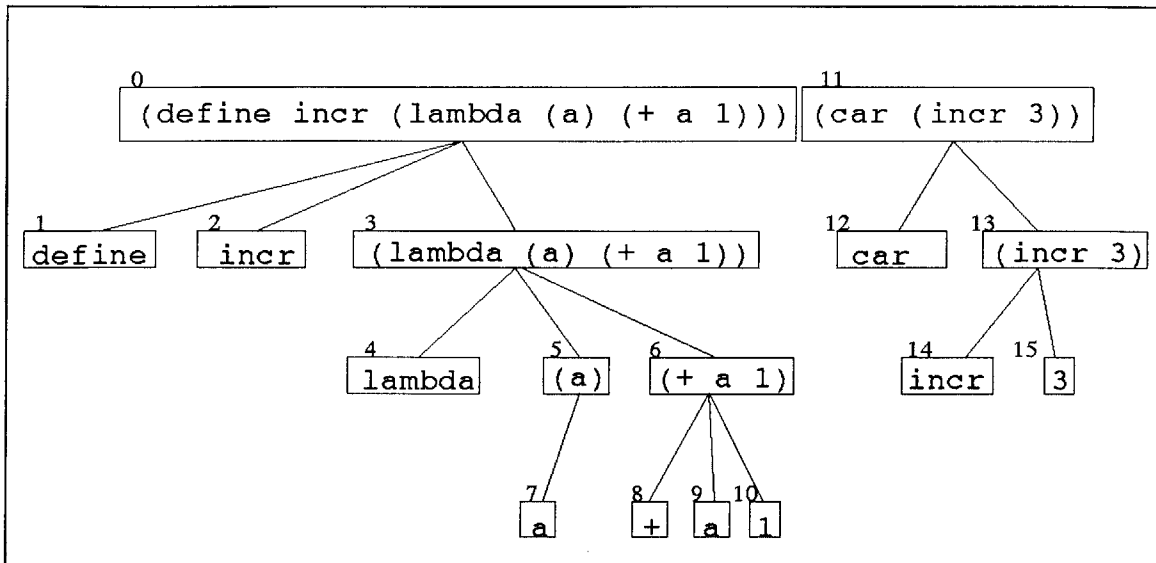 0 11
(define incr (lambda (a) (+ a 1))) (car (incr 3))
1 2 3 12 13
define incr (lambda (a) (+ a 1)) car (incr 3)
4 5 6 14 15
lambda (a) (+ a 1) incr 3
7 8 9 10
a + a 1